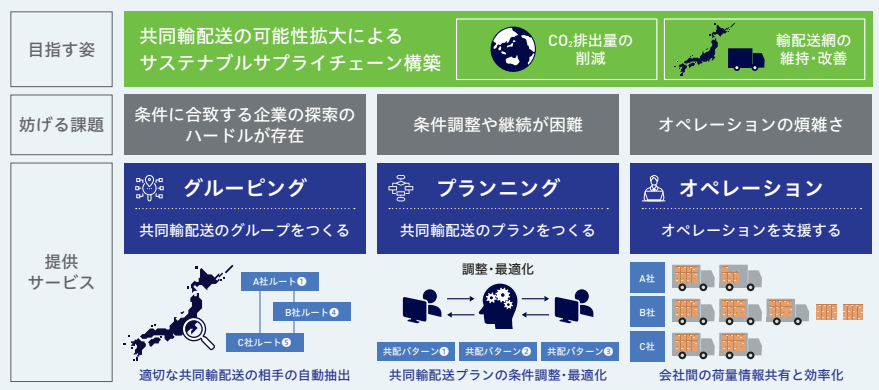 目指す姿
共同輸配送の可能性拡大による
サステナブルサプライチェーン構築
CO₂排出量の
削減
輸配送網の
維持・改善
妨げる課題
条件に合致する企業の探索の
ハードルが存在
条件調整や継続が困難
オペレーションの煩雑さ
提供
サービス
グルーピング
共同輸配送のグループをつくる
プランニング
共同輸配送のプランをつくる
オペレーション
オペレーションを支援する
A社ルート❶
B社ルート❹
C社ルート❺
適切な共同輸配送の相手の自動抽出
調整・最適化
共配パターン❶
共配パターン❷
共配パターン❸
共同輸配送プランの条件調整・最適化
A社
B社
C社
会社間の荷量情報共有と効率化